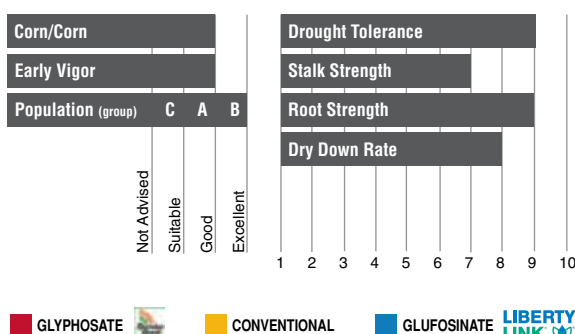 Corn/Corn
Early Vigor
Population (group) C A B
Not Advised
Suitable
Good
Excellent
Drought Tolerance
Stalk Strength
Root Strength
Dry Down Rate
1 2 3 4 5 6 7 8 9 10
GLYPHOSATE CONVENTIONAL GLUFOSINATE LIBERTY
LINK